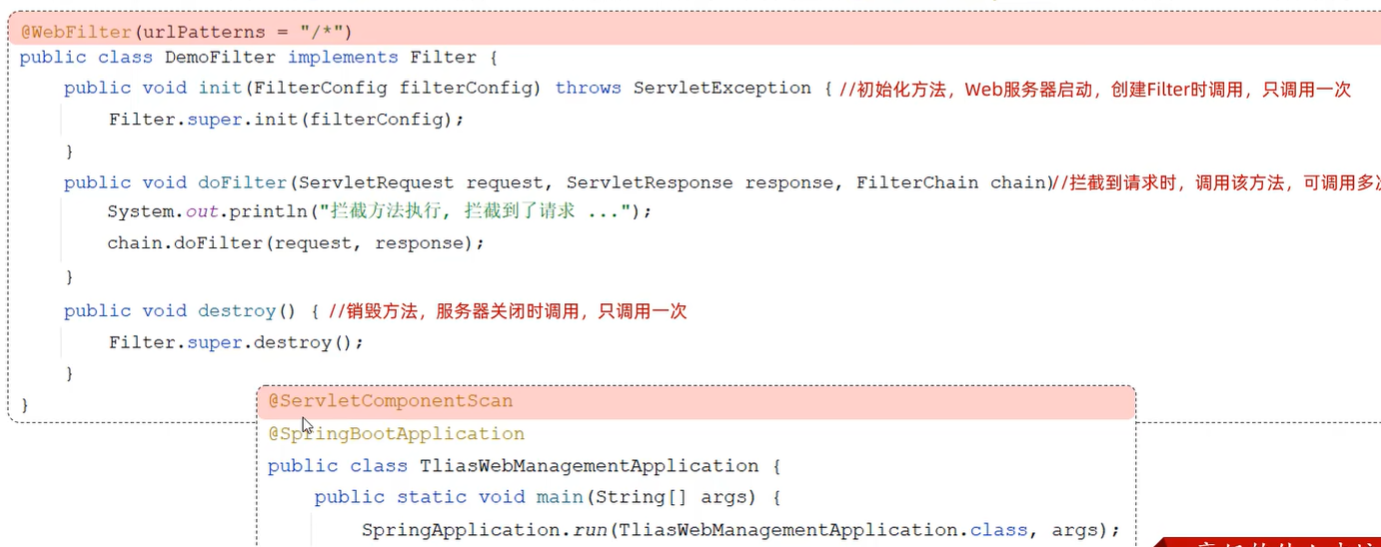 @WebFilter(urlPatterns = "/*")
public class DemoFilter implements Filter {
public void init(FilterConfig filterConfig) throws ServletException { //初始化方法，Web服务器启动，创建Filter时调用，只调用一次
Filter.super.init(filterConfig);
}
public void doFilter(ServletRequest request, ServletResponse response, FilterChain chain)//拦截到请求时，调用该方法，可调用多
System.out.println("拦截方法执行, 拦截到了请求 ...");
chain.doFilter(request, response);
}
public void destroy() { //销毁方法，服务器关闭时调用，只调用一次
Filter.super.destroy();
}
}
@ServletComponentScan
@SpringBootApplication
public class TliasWebManagementApplication {
public static void main(String[] args) {
SpringApplication.run(TliasWebManagementApplication.class, args);